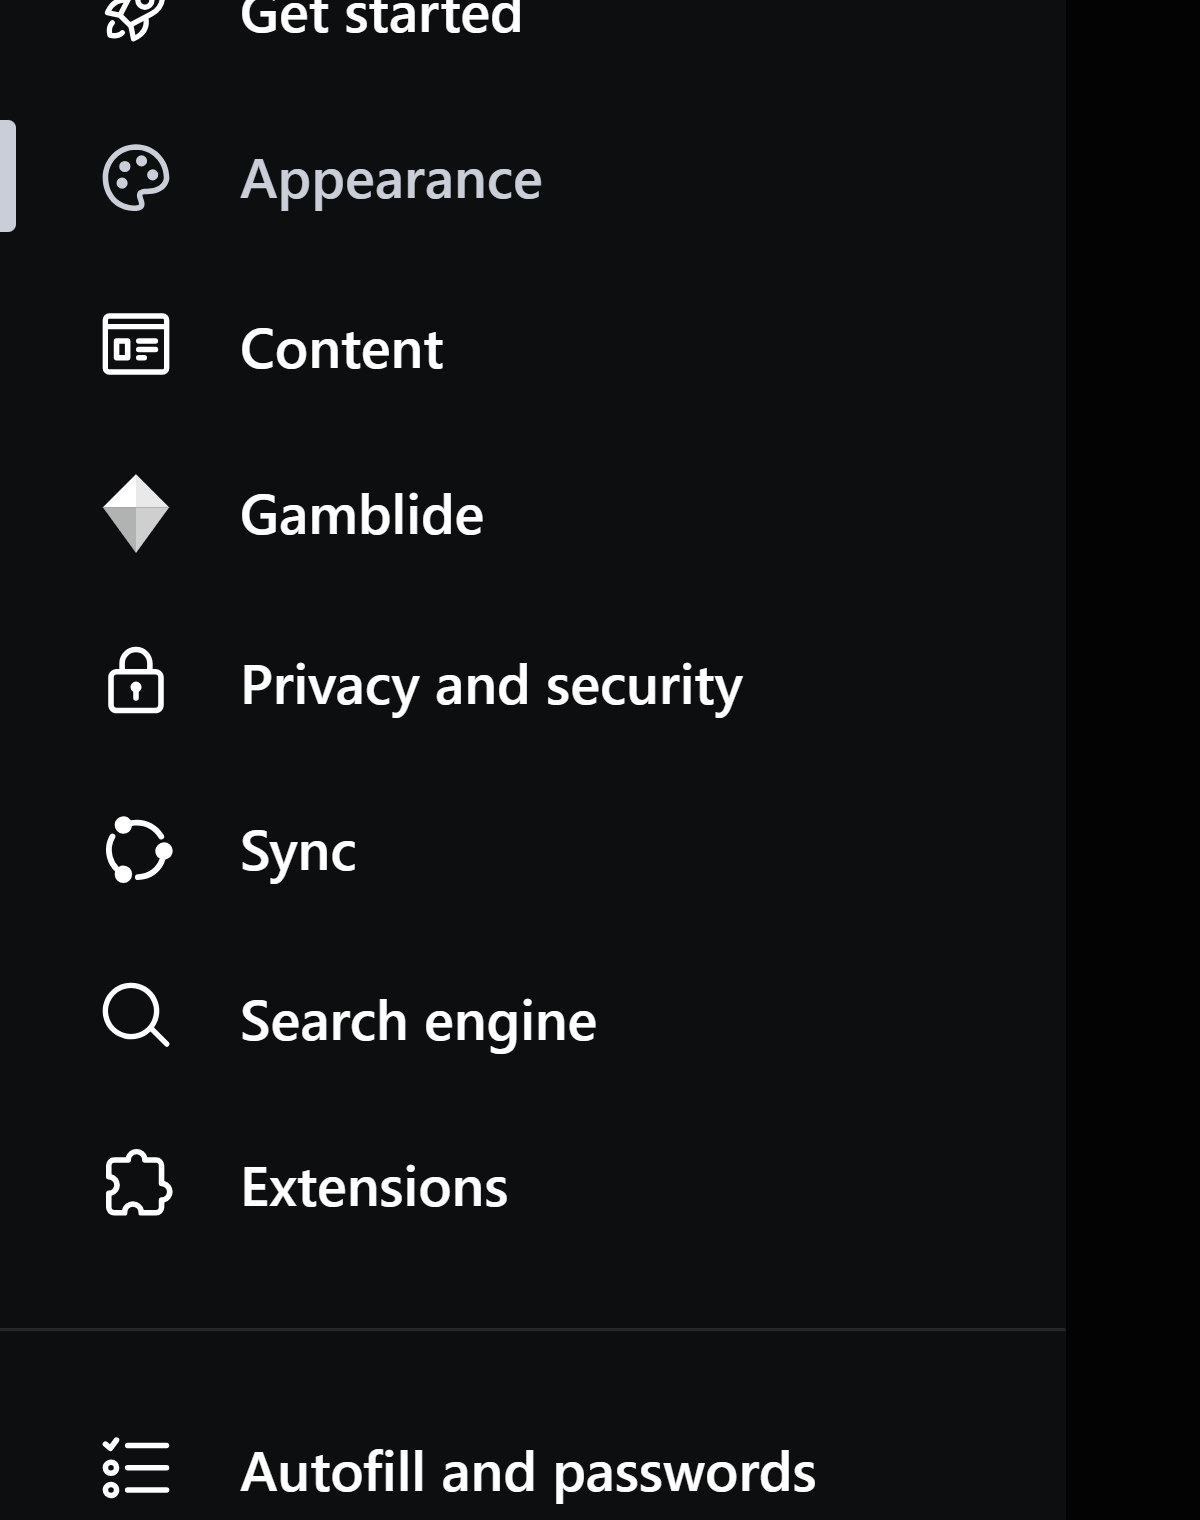 Get started
Appearance
Content
Gamblide
Privacy and security
Sync
Search engine
Extensions
Autofill and passwords